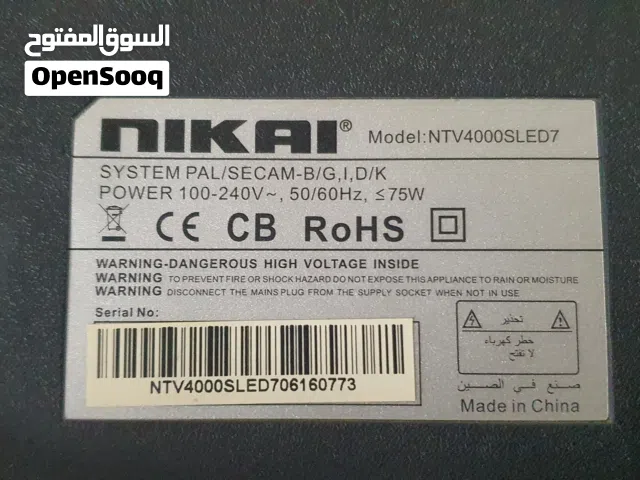 السوق المفتوح
OpenSooq
NIKAI® Model:NTV4000SLED7
SYSTEM PAL/SECAM-B/G,I,D/K
POWER 100-240V~, 50/60Hz, ≤75W
CE CB RoHS
WARNING-DANGEROUS HIGH VOLTAGE INSIDE
WARNING TO PREVENT FIRE OR SHOCK HAZARD DO NOT EXPOSE THIS APPLIANCE TO RAIN OR MOISTURE
WARNING DISCONNECT THE MAINS PLUG FROM THE SUPPLY SOCKET WHEN NOT IN USE
Serial No:
NTV4000SLED706160773
تحذير
خطر كهرباء
لا تفتح
صنع في الصين
Made in China